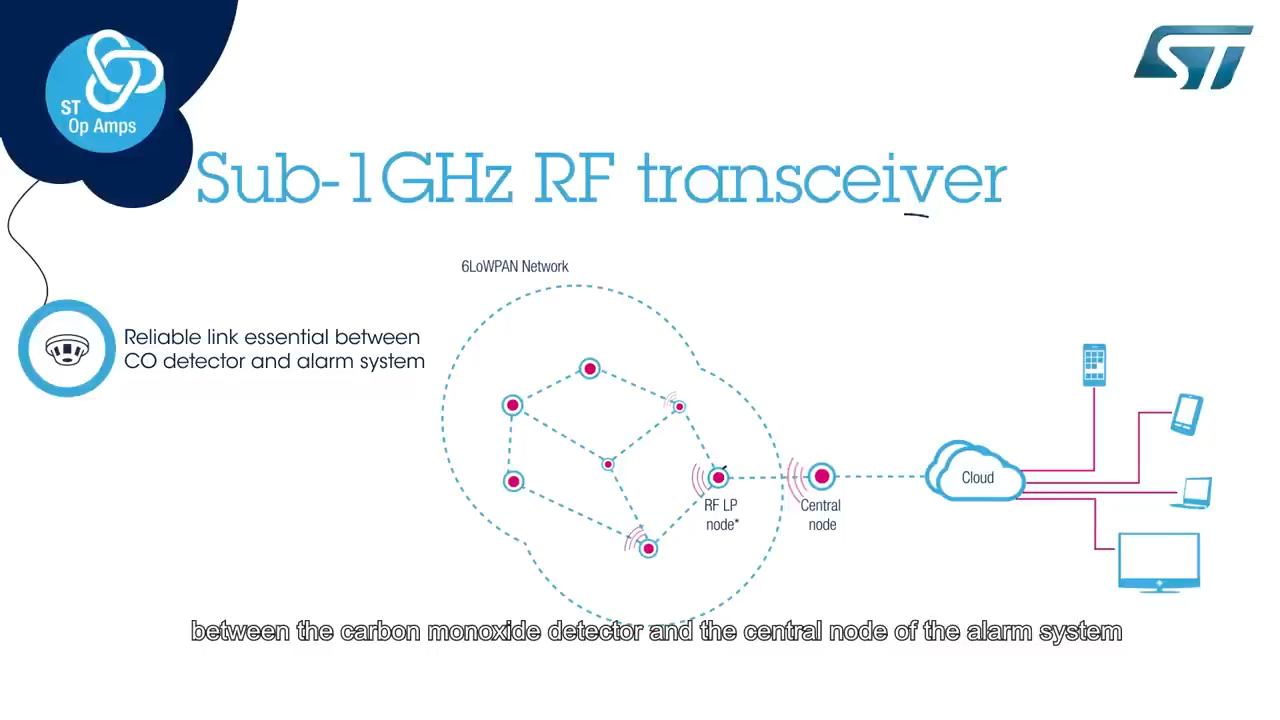 ST
Op Amps
ST
Sub-1GHz RF transceiver
6LoWPAN Network
Reliable link essential between
CO detector and alarm system
RF LP
node*
Central
node
Cloud
between the carbon monoxide detector and the central node of the alarm system